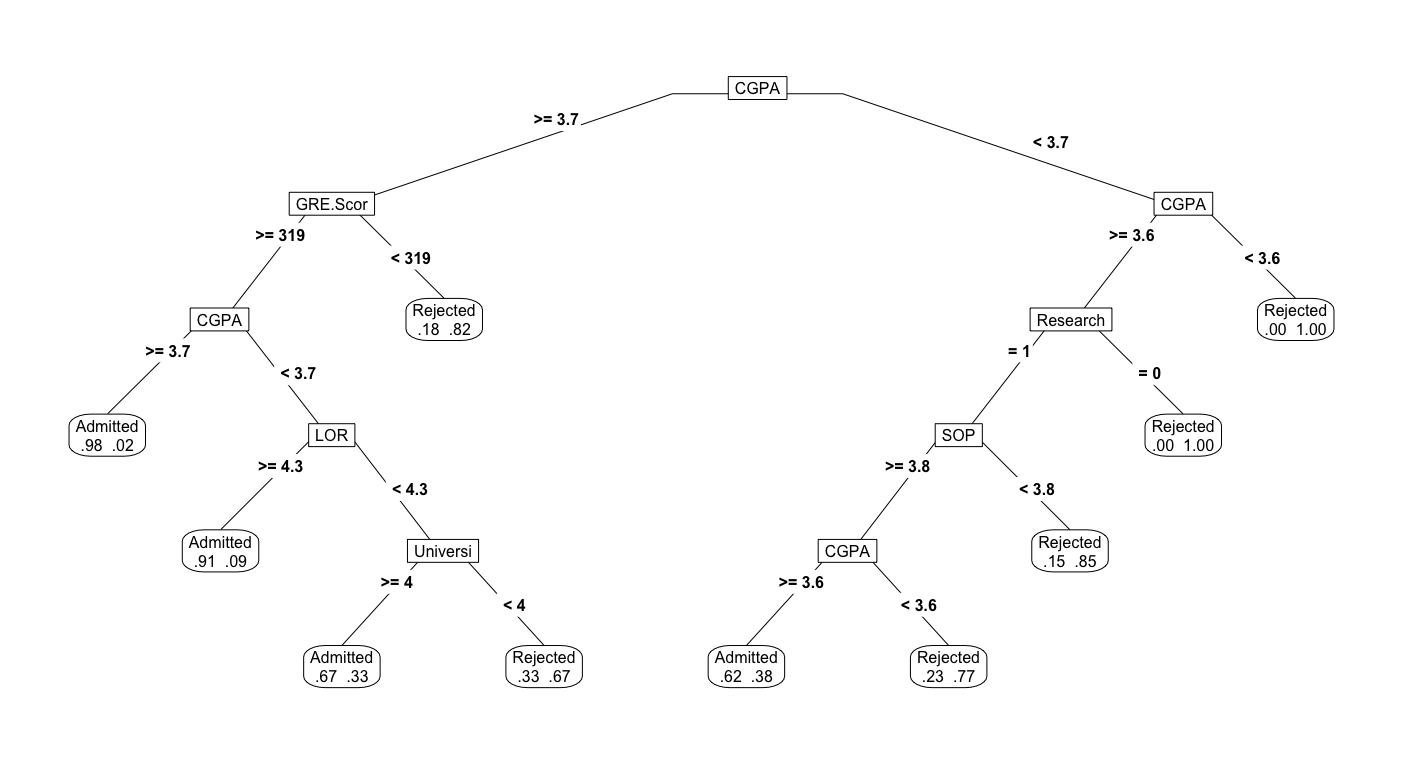 CGPA
>= 3.7
< 3.7
GRE.Scor
CGPA
>= 319
>= 3.6
< 319
< 3.6
Rejected
.18 .82
Rejected
.00 1.00
CGPA
Research
>= 3.7
= 1
< 3.7
= 0
Admitted
.98 .02
Rejected
.00 1.00
LOR
SOP
>= 4.3
>= 3.8
< 4.3
< 3.8
Admitted
.91 .09
Rejected
.15 .85
Universi
CGPA
>= 4
>= 3.6
< 4
< 3.6
Admitted
.67 .33
Rejected
.33 .67
Admitted
.62 .38
Rejected
.23 .77